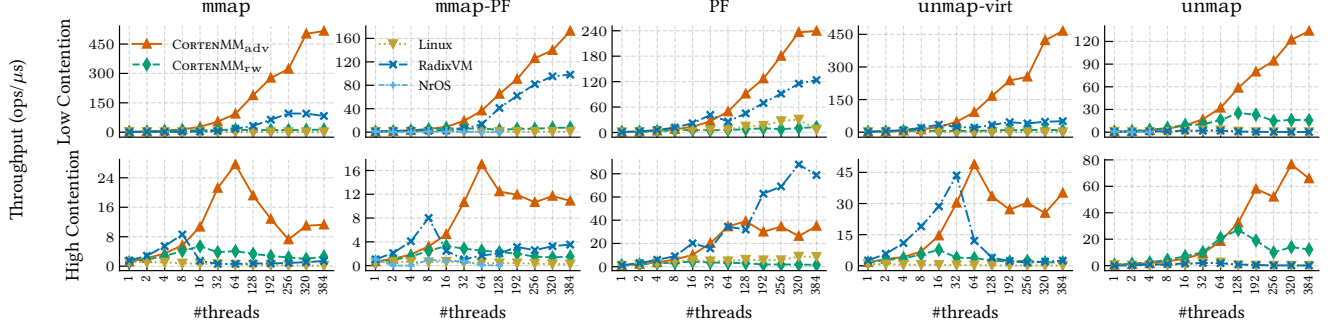 mmap mmap-PF PF unmap-virt unmap
Throughput (ops/μs)
Low Contention
450 300 150 0
CORTENMMadv
CORTENMMrw
160 120 80 40 0
Linux
RadixVM
NrOS
240 180 120 60 0
450 300 150 0
150 120 90 60 30 0
High Contention
24 16 8 0
16 12 8 4 0
80 60 40 20 0
45 30 15 0
80 60 40 20 0
1 2 4 8 16 32 64 128 192 256 320 384
1 2 4 8 16 32 64 128 192 256 320 384
1 2 4 8 16 32 64 128 192 256 320 384
1 2 4 8 16 32 64 128 192 256 320 384
1 2 4 8 16 32 64 128 192 256 320 384
#threads #threads #threads #threads #threads